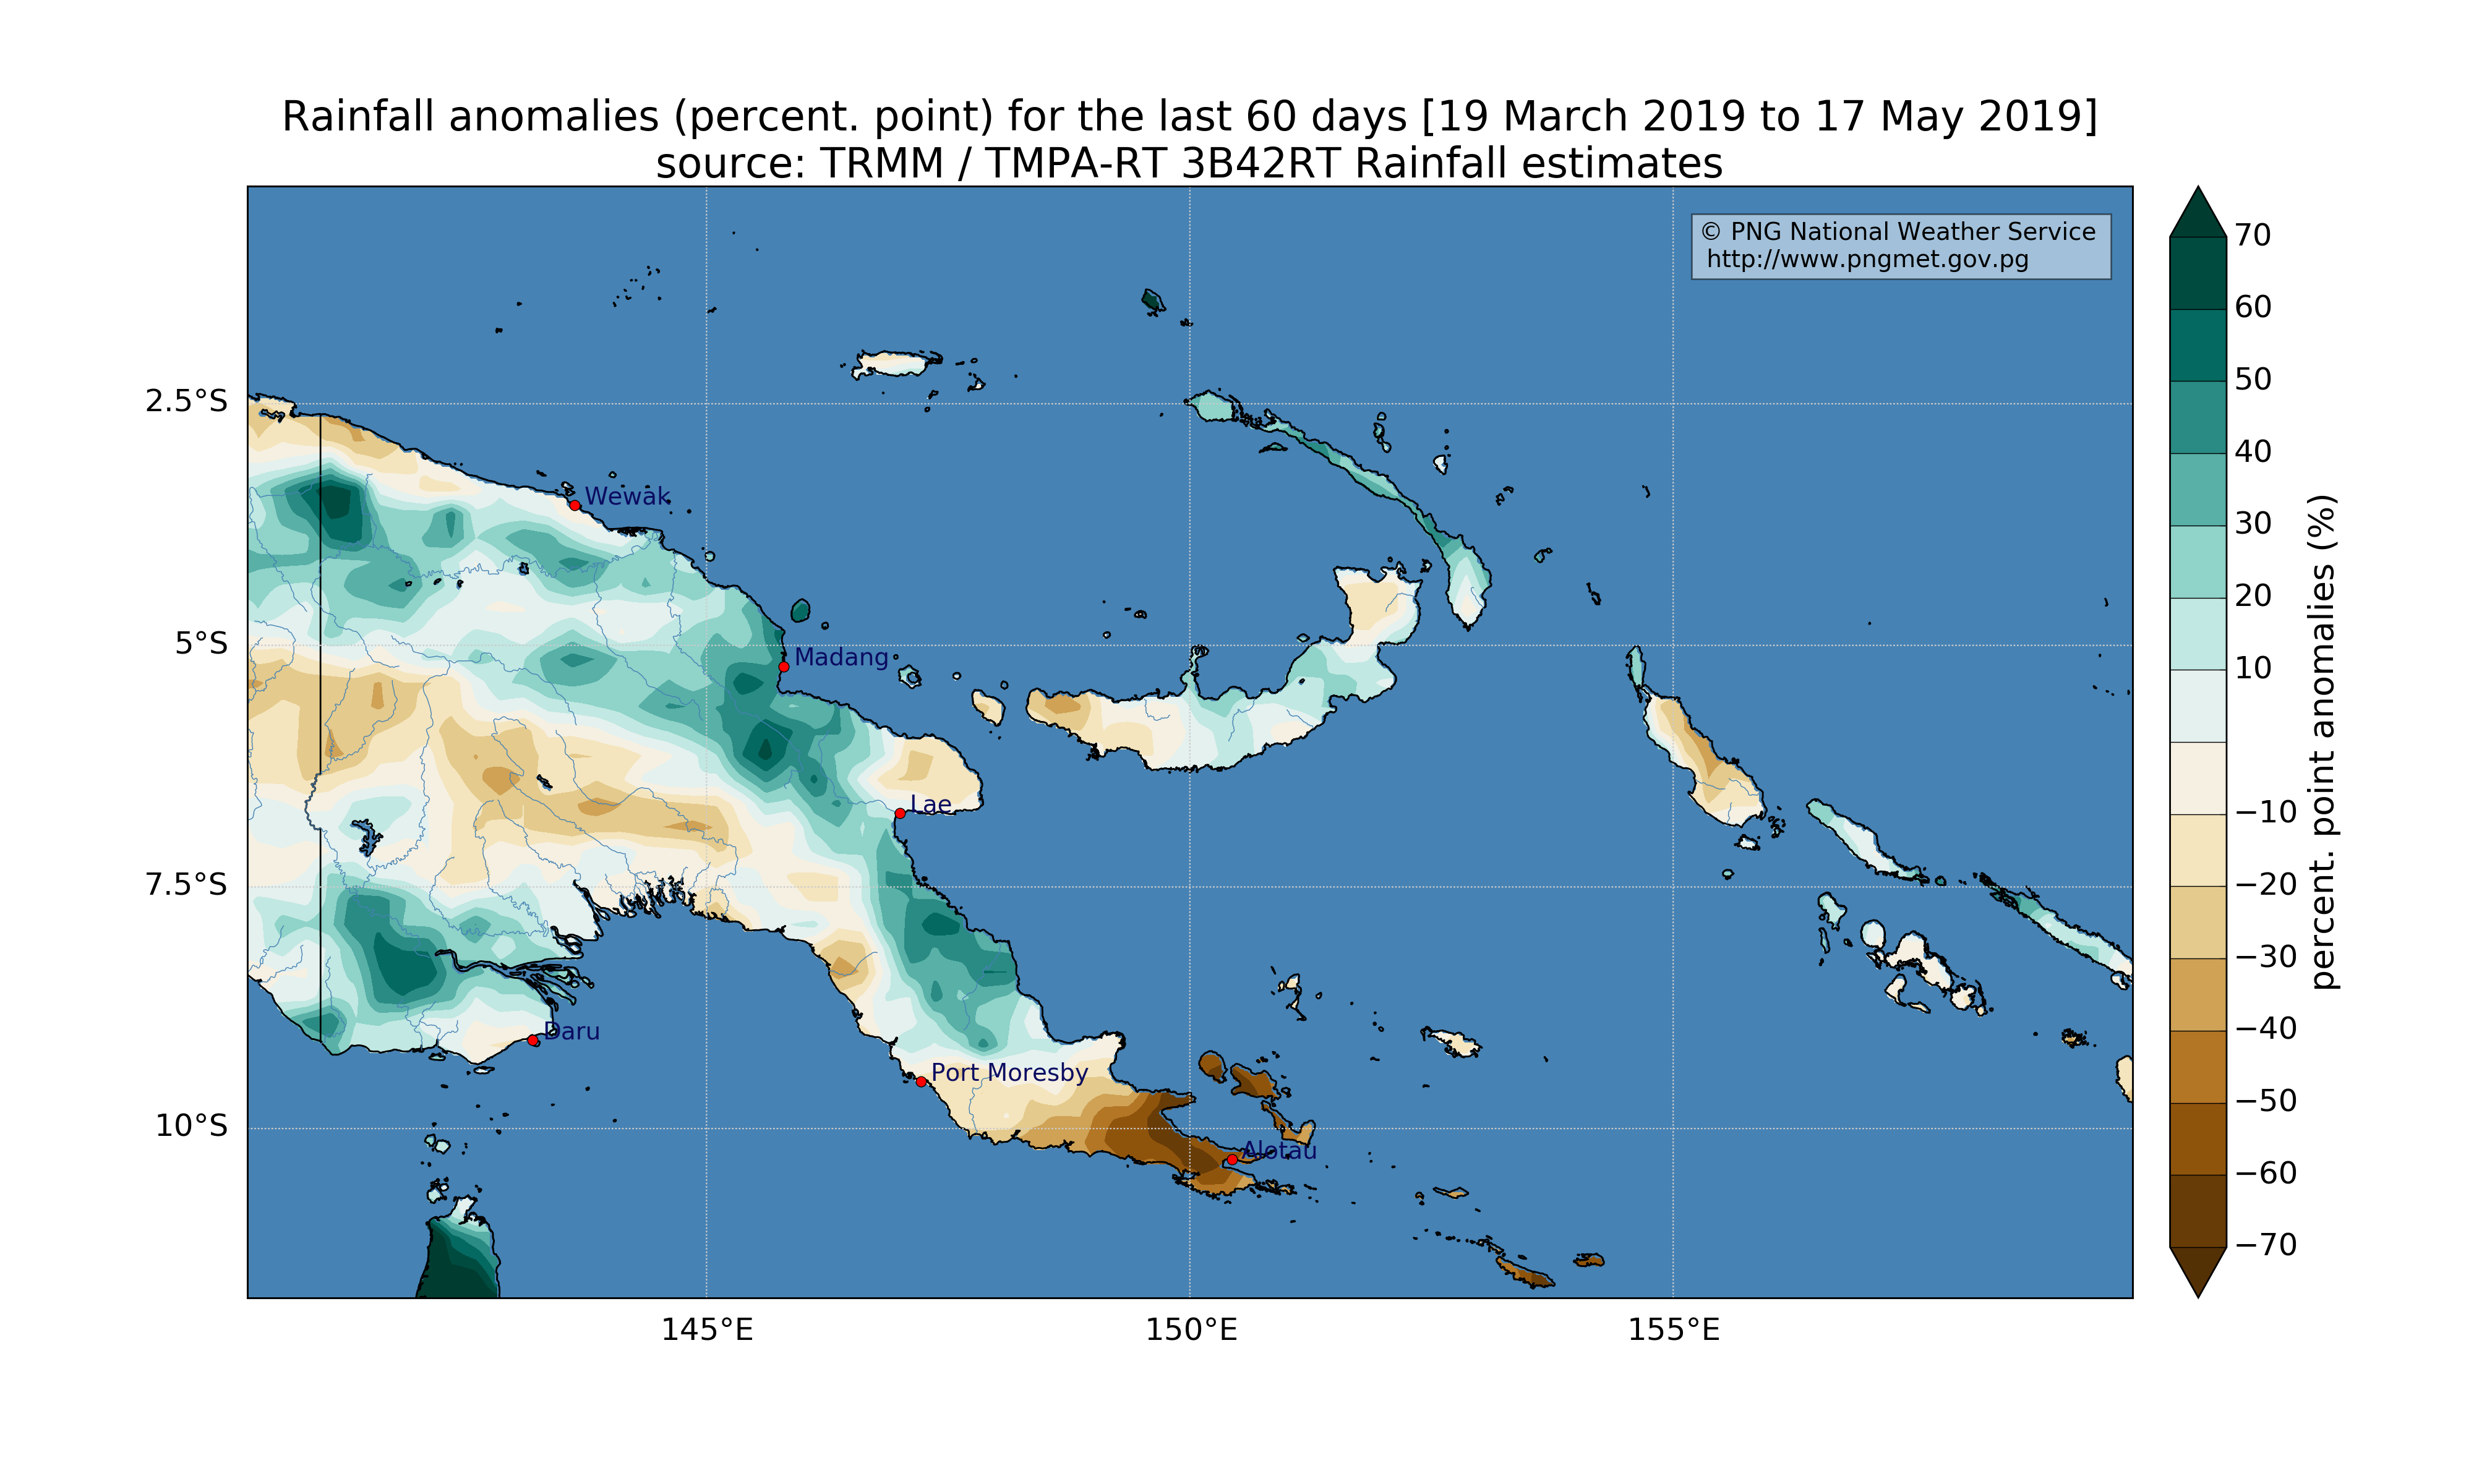 Rainfall anomalies (percent. point) for the last 60 days [19 March 2019 to 17 May 2019]
source: TRMM / TMPA-RT 3B42RT Rainfall estimates
© PNG National Weather Service
http://www.pngmet.gov.pg
2.5°S
5°S
7.5°S
10°S
145°E
150°E
155°E
Wewak
Madang
Lae
Daru
Port Moresby
Alotau
70
60
50
40
30
20
10
−10
−20
−30
−40
−50
−60
−70
percent. point anomalies (%)